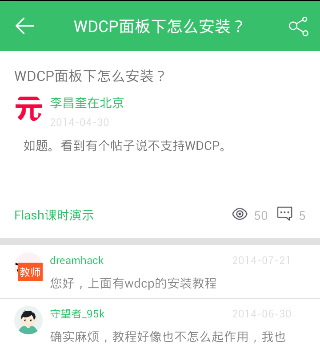 WDCP面板下怎么安装？
WDCP面板下怎么安装？
元
李昌奎在北京
2014-04-30
如题。看到有个帖子说不支持WDCP。
Flash课时演示
50
5
教师
dreamhack
2014-07-21
您好，上面有wdcp的安装教程
守望者_95k
2014-06-30
确实麻烦，教程好像也不怎么起作用，我也